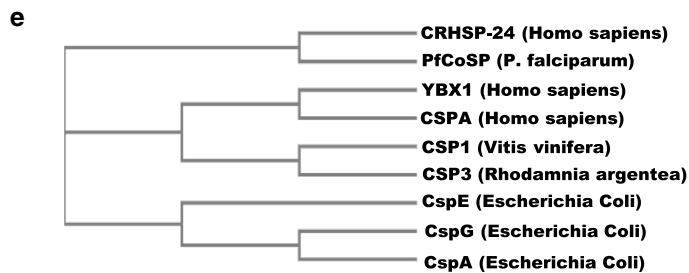 e
CRHSP-24 (Homo sapiens)
PfCoSP (P. falciparum)
YBX1 (Homo sapiens)
CSPA (Homo sapiens)
CSP1 (Vitis vinifera)
CSP3 (Rhodamnia argentea)
CspE (Escherichia Coli)
CspG (Escherichia Coli)
CspA (Escherichia Coli)